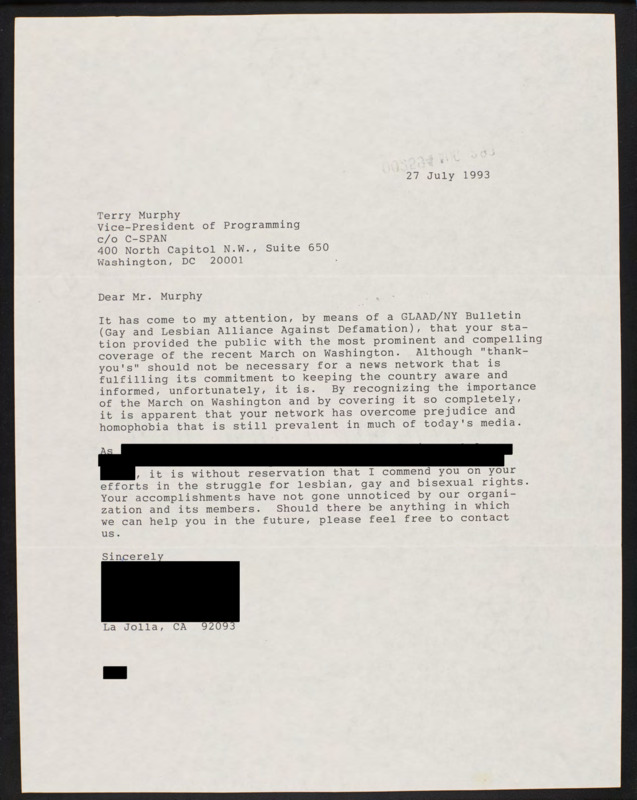 27 July 1993
Terry Murphy
Vice-President of Programming
c/o C-SPAN
400 North Capitol N.W., Suite 650
Washington, DC  20001
Dear Mr. Murphy
It has come to my attention, by means of a GLAAD/NY Bulletin
(Gay and Lesbian Alliance Against Defamation), that your sta-
tion provided the public with the most prominent and compelling
coverage of the recent March on Washington.  Although "thank-
you's" should not be necessary for a news network that is
fulfilling its commitment to keeping the country aware and
informed, unfortunately, it is.  By recognizing the importance
of the March on Washington and by covering it so completely,
it is apparent that your network has overcome prejudice and
homophobia that is still prevalent in much of today's media.
As
, it is without reservation that I commend you on your
efforts in the struggle for lesbian, gay and bisexual rights.
Your accomplishments have not gone unnoticed by our organi-
zation and its members.  Should there be anything in which
we can help you in the future, please feel free to contact
us.
Sincerely
La Jolla, CA  92093